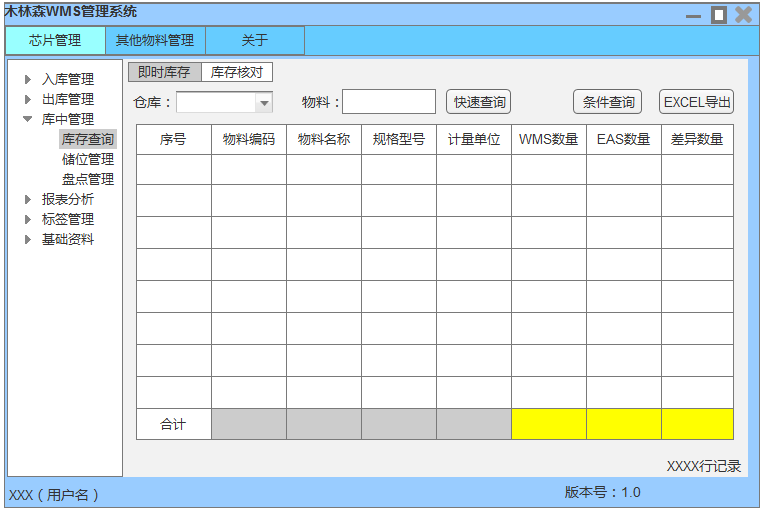 木林森WMS管理系统
芯片管理 其他物料管理 关于
入库管理
出库管理
库中管理
库存查询
储位管理
盘点管理
报表分析
标签管理
基础资料
即时库存 库存核对
仓库： 物料： 快速查询 条件查询 EXCEL导出
序号 物料编码 物料名称 规格型号 计量单位 WMS数量 EAS数量 差异数量
合计
XXXX行记录
XXX（用户名） 版本号：1.0